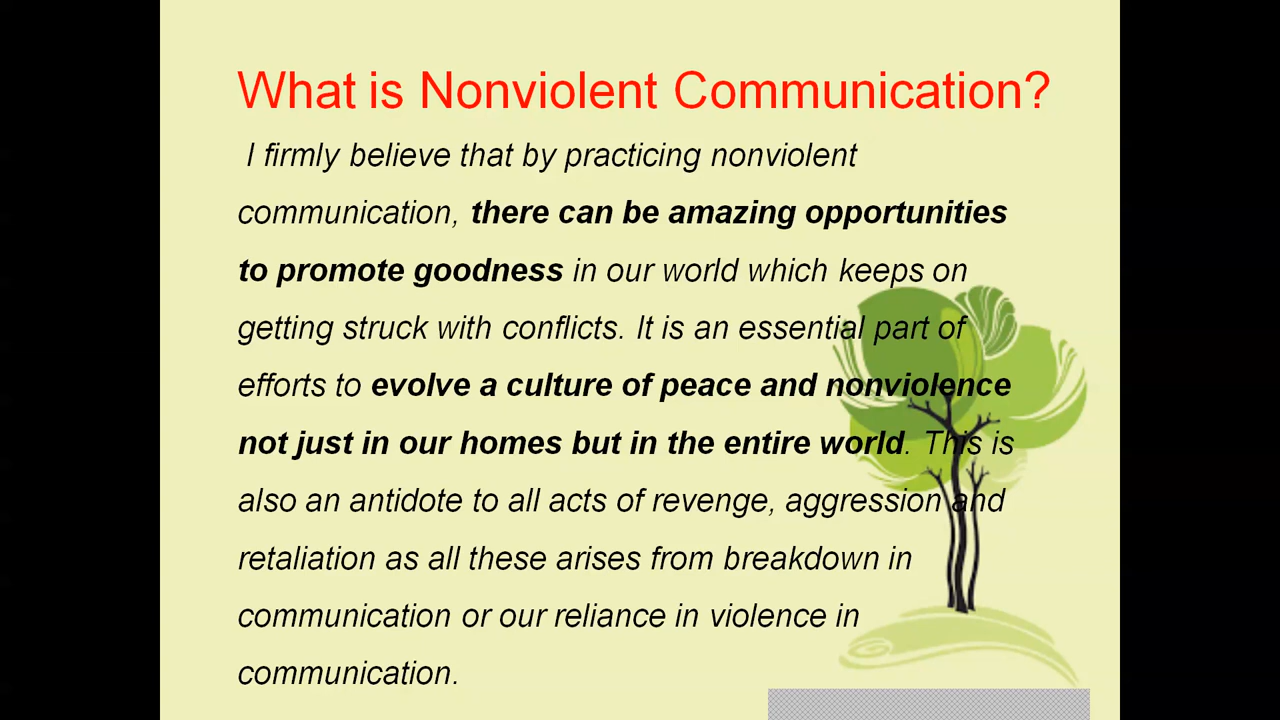 What is Nonviolent Communication?
I firmly believe that by practicing nonviolent
communication, there can be amazing opportunities
to promote goodness in our world which keeps on
getting struck with conflicts. It is an essential part of
efforts to evolve a culture of peace and nonviolence
not just in our homes but in the entire world. This is
also an antidote to all acts of revenge, aggression and
retaliation as all these arises from breakdown in
communication or our reliance in violence in
communication.